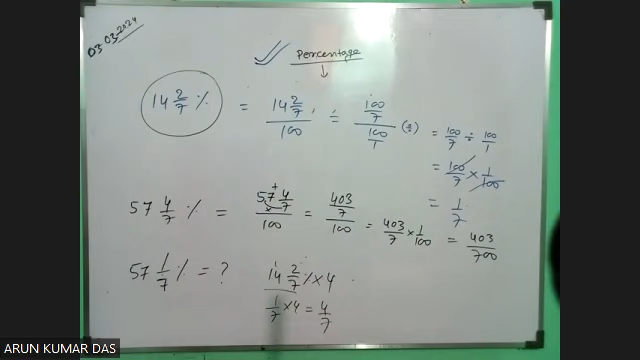 03.03.2024
Percentage
14 2/7 % = (14 2/7)/100 = (100/7)/(100/1) = 100/7 ÷ 100/1
= 100/7 × 1/100
= 1/7
57 4/7 % = (57 4/7)/100 = (403/7)/100 = 403/7 × 1/100 = 403/700
57 1/7 % = ? 14 2/7 % × 4
1/7 × 4 = 4/7
ARUN KUMAR DAS